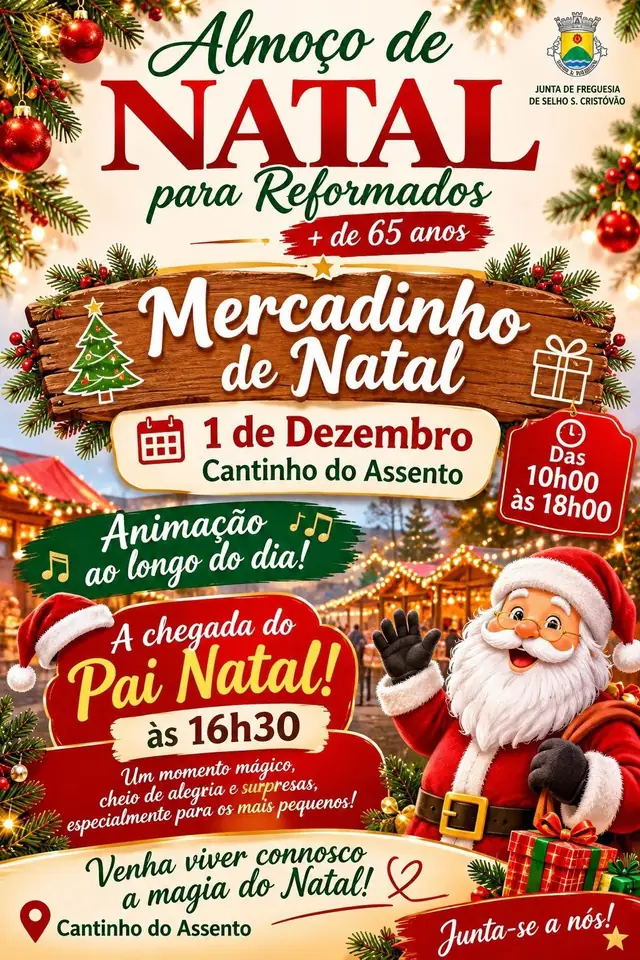 Almoço de
NATAL
para Reformados
+ de 65 anos
JUNTA DE FREGUESIA
DE SELHO S. CRISTÓVÃO
Mercadinho
de Natal
1 de Dezembro
Cantinho do Assento
Das
10h00
às 18h00
Animação
ao longo do dia!
A chegada do
Pai Natal!
às 16h30
Um momento mágico,
cheio de alegria e surpresas,
especialmente para os mais pequenos!
Venha viver connosco
a magia do Natal!
Cantinho do Assento
Junta-se a nós!